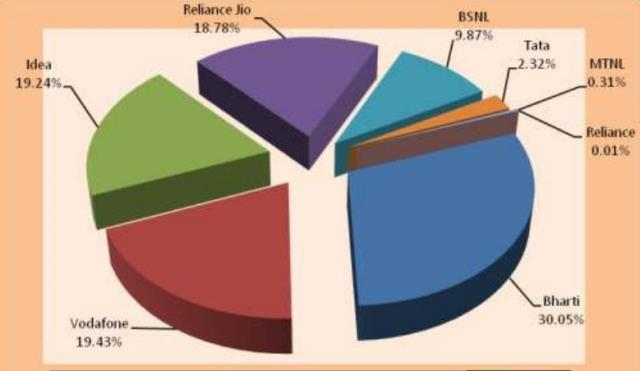 Reliance Jio
18.78%
BSNL
9.87%
Tata
2.32%
MTNL
0.31%
Reliance
0.01%
Bharti
30.05%
Vodafone
19.43%
Idea
19.24%